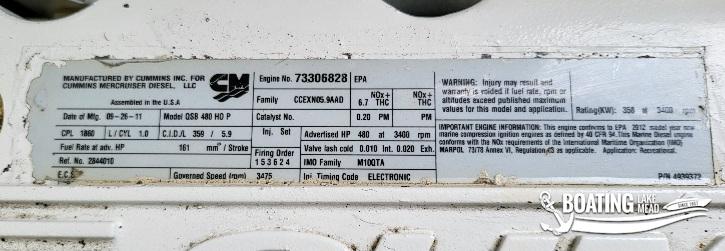 MANUFACTURED BY CUMMINS INC. FOR
CUMMINS MERCRUISER DIESEL, LLC
CM
Assembled in the U.S.A
Date of Mfg. 09-26-11 Model QSB 480 HO P
CPL 1860 L/CYL 1.0 C.I.D./L 359 / 5.9
Fuel Rate at adv. HP 161 mm³ / Stroke
Ref. No. 2844010
E.C.S.
Governed Speed (rpm) 3475
Engine No. 73306828 EPA
Family CCEXN05.9AAD 6.7 NOx+ THC NOx+ THC
Catalyst No. 0.20 PM PM
Inj. Set Advertised HP 480 at 3400 rpm
Firing Order 1 5 3 6 2 4
Valve lash cold 0.010 Int. 0.020 Exh.
IMO Family M10QTA
Inj. Timing Code ELECTRONIC
WARNING: Injury may result and
warranty is voided if fuel rate, rpm or
altitudes exceed published maximum
values for this model and application.
Rating(KW) 358 at 3400 rpm
IMPORTANT ENGINE INFORMATION: This engine conforms to EPA 2012 model year new
marine compression ignition engines as defined by 40 CFR 94. This Marine Diesel engine
conforms with the NOx requirements of the International Maritime Organization (IMO)
MARPOL 73/78 Annex VI, Regulation 13 as applicable. Application: Recreational.
P/N 4939372
BOATING LAKE MEAD
SINCE 1957